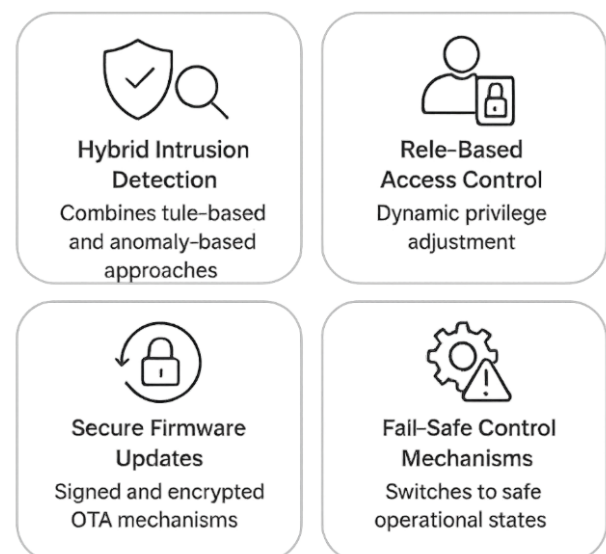 Hybrid Intrusion
Detection
Combines tule-based
and anomaly-based
approaches
Rele-Based
Access Control
Dynamic privilege
adjustment
Secure Firmware
Updates
Signed and encrypted
OTA mechanisms
Fail-Safe Control
Mechanisms
Switches to safe
operational states